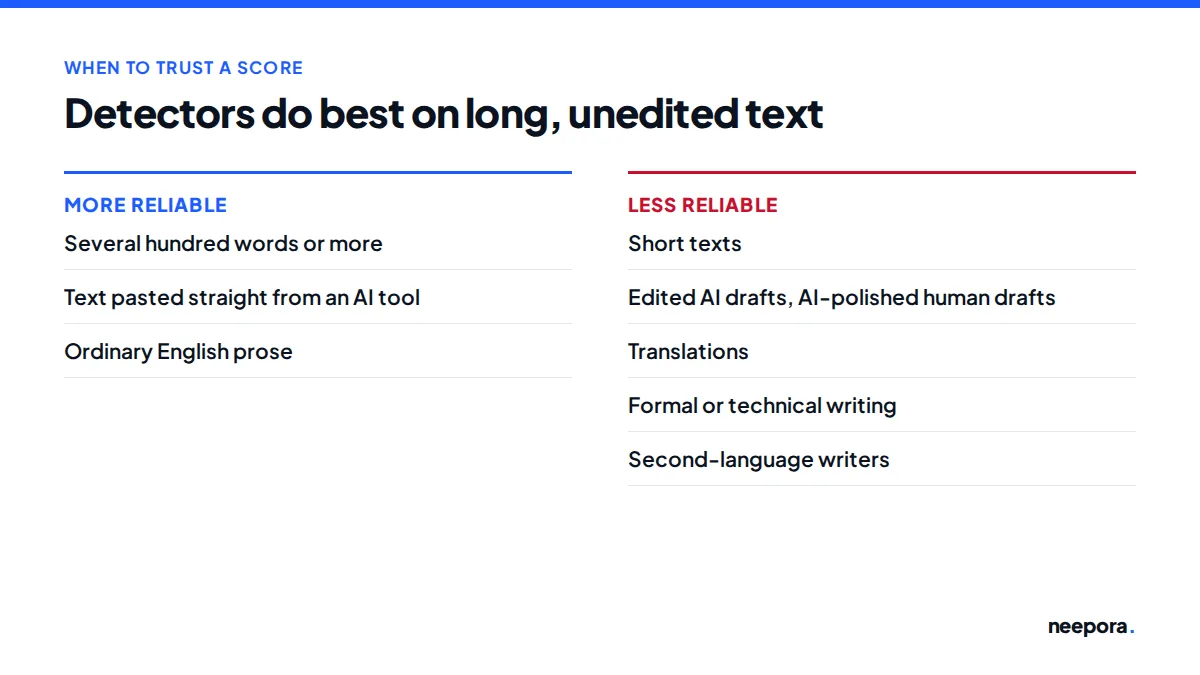 WHEN TO TRUST A SCORE
Detectors do best on long, unedited text
MORE RELIABLE
Several hundred words or more
Text pasted straight from an AI tool
Ordinary English prose
LESS RELIABLE
Short texts
Edited AI drafts, AI-polished human drafts
Translations
Formal or technical writing
Second-language writers
neepora.